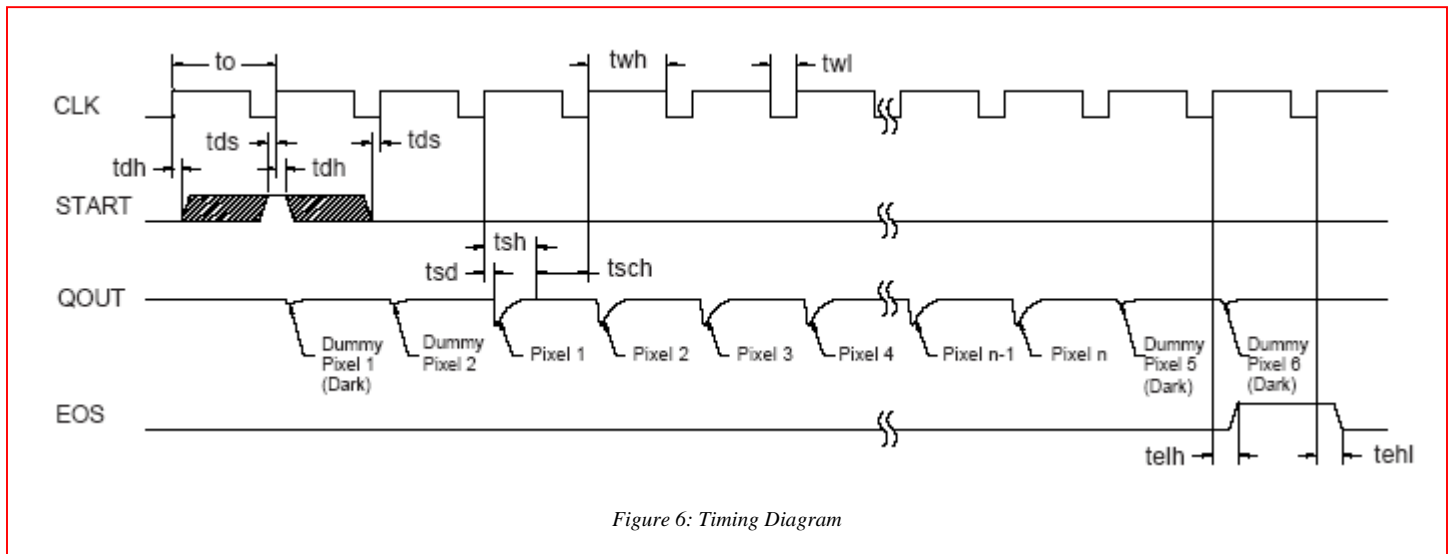 to
twh
twl
CLK
tds
tds
tdh
tdh
START
tsh
tsd
tsch
QOUT
Dummy
Pixel 1
(Dark)
Dummy
Pixel 2
Pixel 1
Pixel 2
Pixel 3
Pixel 4
Pixel n-1
Pixel n
Dummy
Pixel 5
(Dark)
Dummy
Pixel 6
(Dark)
EOS
telh
tehl
Figure 6: Timing Diagram